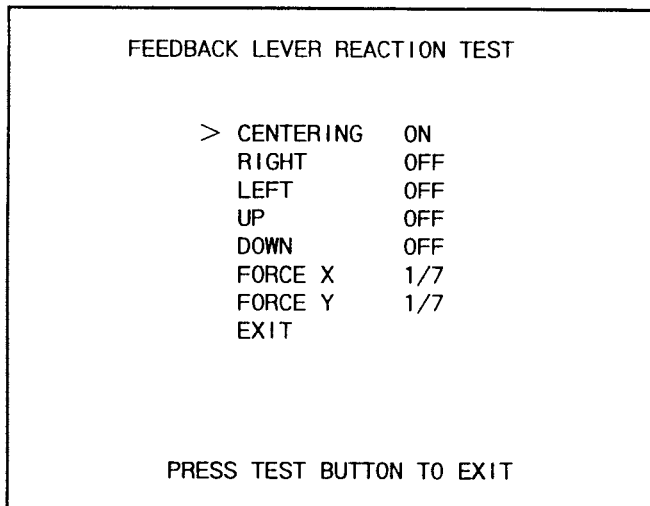 FEEDBACK LEVER REACTION TEST
> CENTERING ON
RIGHT OFF
LEFT OFF
UP OFF
DOWN OFF
FORCE X 1/7
FORCE Y 1/7
EXIT
PRESS TEST BUTTON TO EXIT